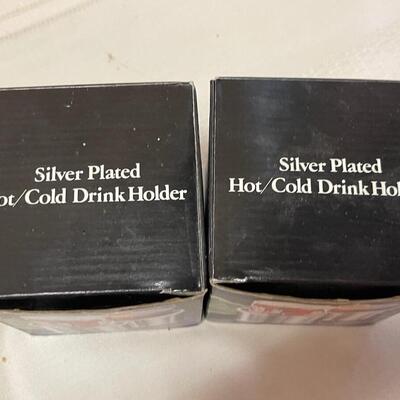 Silver Plated
ot/Cold Drink Holder
Silver Plated
Hot/Cold Drink Hol